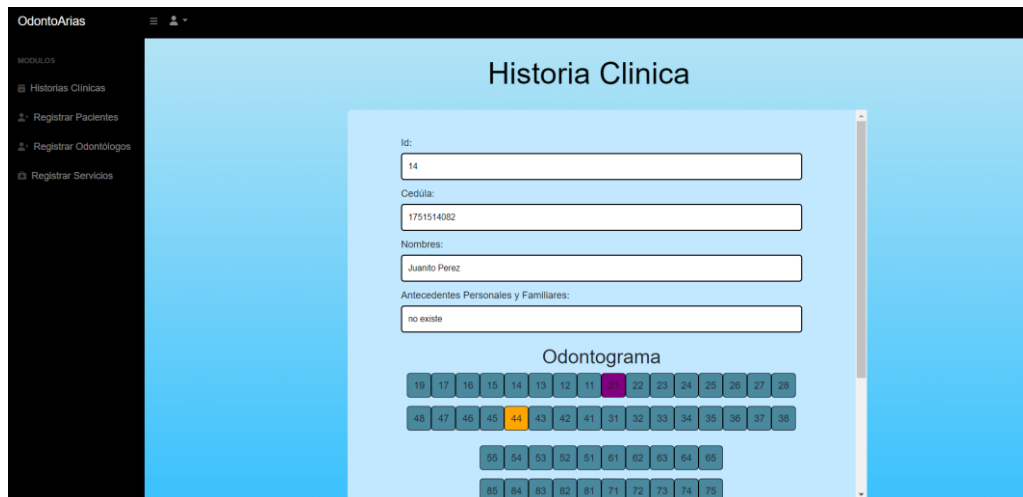 OdontoArias
MODULOS
Historias Clínicas
Registrar Pacientes
Registrar Odontólogos
Registrar Servicios
Historia Clinica
Id:
14
Cedúla:
1751514082
Nombres:
Juanito Perez
Antecedentes Personales y Familiares:
no existe
Odontograma
19 17 16 15 14 13 12 11 21 22 23 24 25 26 27 28
48 47 46 45 44 43 42 41 31 32 33 34 35 36 37 38
55 54 53 52 51 61 62 63 64 65
85 84 83 82 81 71 72 73 74 75